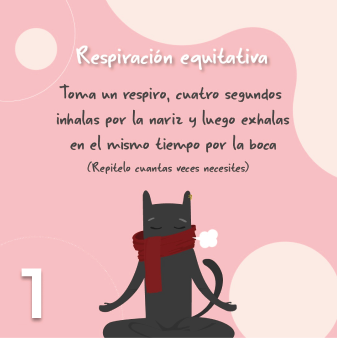 Respiración equitativa
Toma un respiro, cuatro segundos
inhalas por la nariz y luego exhalas
en el mismo tiempo por la boca
(Repitelo cuantas veces necesites)
1